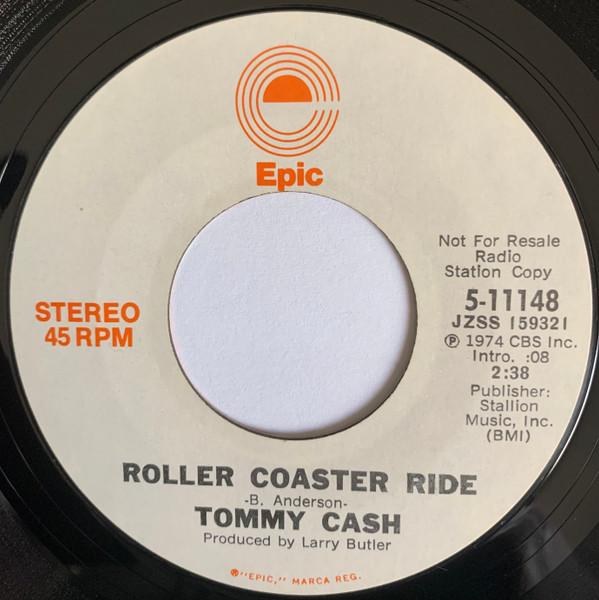 Epic
Not For Resale
Radio
Station Copy
STEREO
45 RPM
5-11148
JZSS 159321
℗ 1974 CBS Inc.
Intro. :08
2:38
Publisher:
Stallion
Music, Inc.
(BMI)
ROLLER COASTER RIDE
-B. Anderson-
TOMMY CASH
Produced by Larry Butler
®"EPIC," MARCA REG.